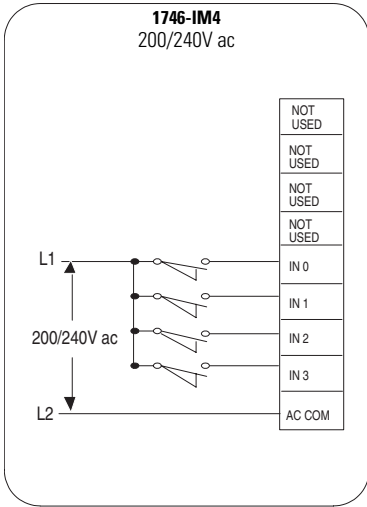 1746-IM4
200/240V ac
NOT
USED
NOT
USED
NOT
USED
NOT
USED
L1
IN 0
IN 1
200/240V ac
IN 2
IN 3
L2
AC COM